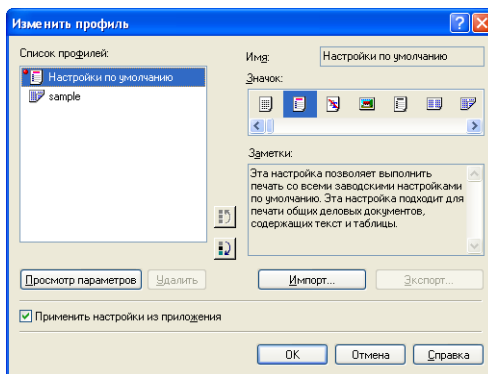 Изменить профиль
Список профилей:
Настройки по умолчанию
sample
Имя: Настройки по умолчанию
Значок:
Заметки:
Эта настройка позволяет выполнить
печать со всеми заводскими настройками
по умолчанию. Эта настройка подходит для
печати общих деловых документов,
содержащих текст и таблицы.
Просмотр параметров Удалить Импорт... Экспорт...
Применить настройки из приложения
OK Отмена Справка